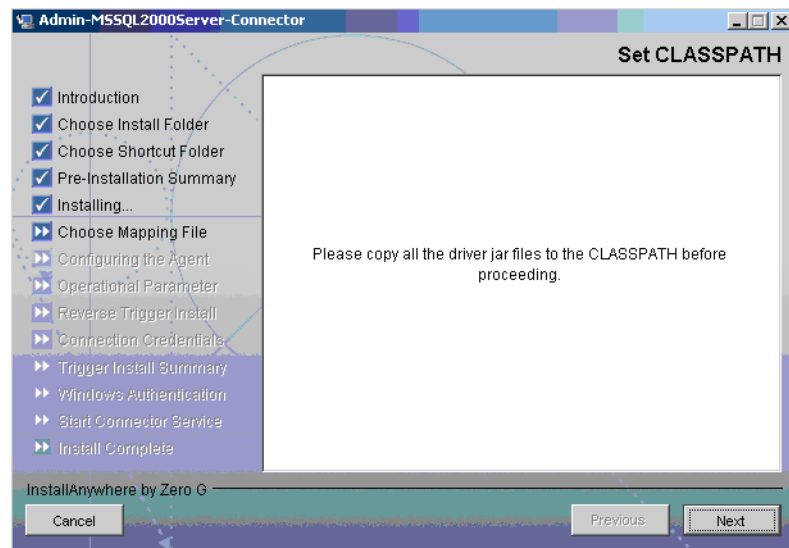 Admin-MSSQL2000Server-Connector
Set CLASSPATH
Introduction
Choose Install Folder
Choose Shortcut Folder
Pre-Installation Summary
Installing...
Choose Mapping File
Configuring the Agent
Operational Parameter
Reverse Trigger Install
Connection Credentials
Trigger Install Summary
Windows Authentication
Start Connector Service
Install Complete
Please copy all the driver jar files to the CLASSPATH before
proceeding.
InstallAnywhere by Zero G
Cancel
Previous
Next